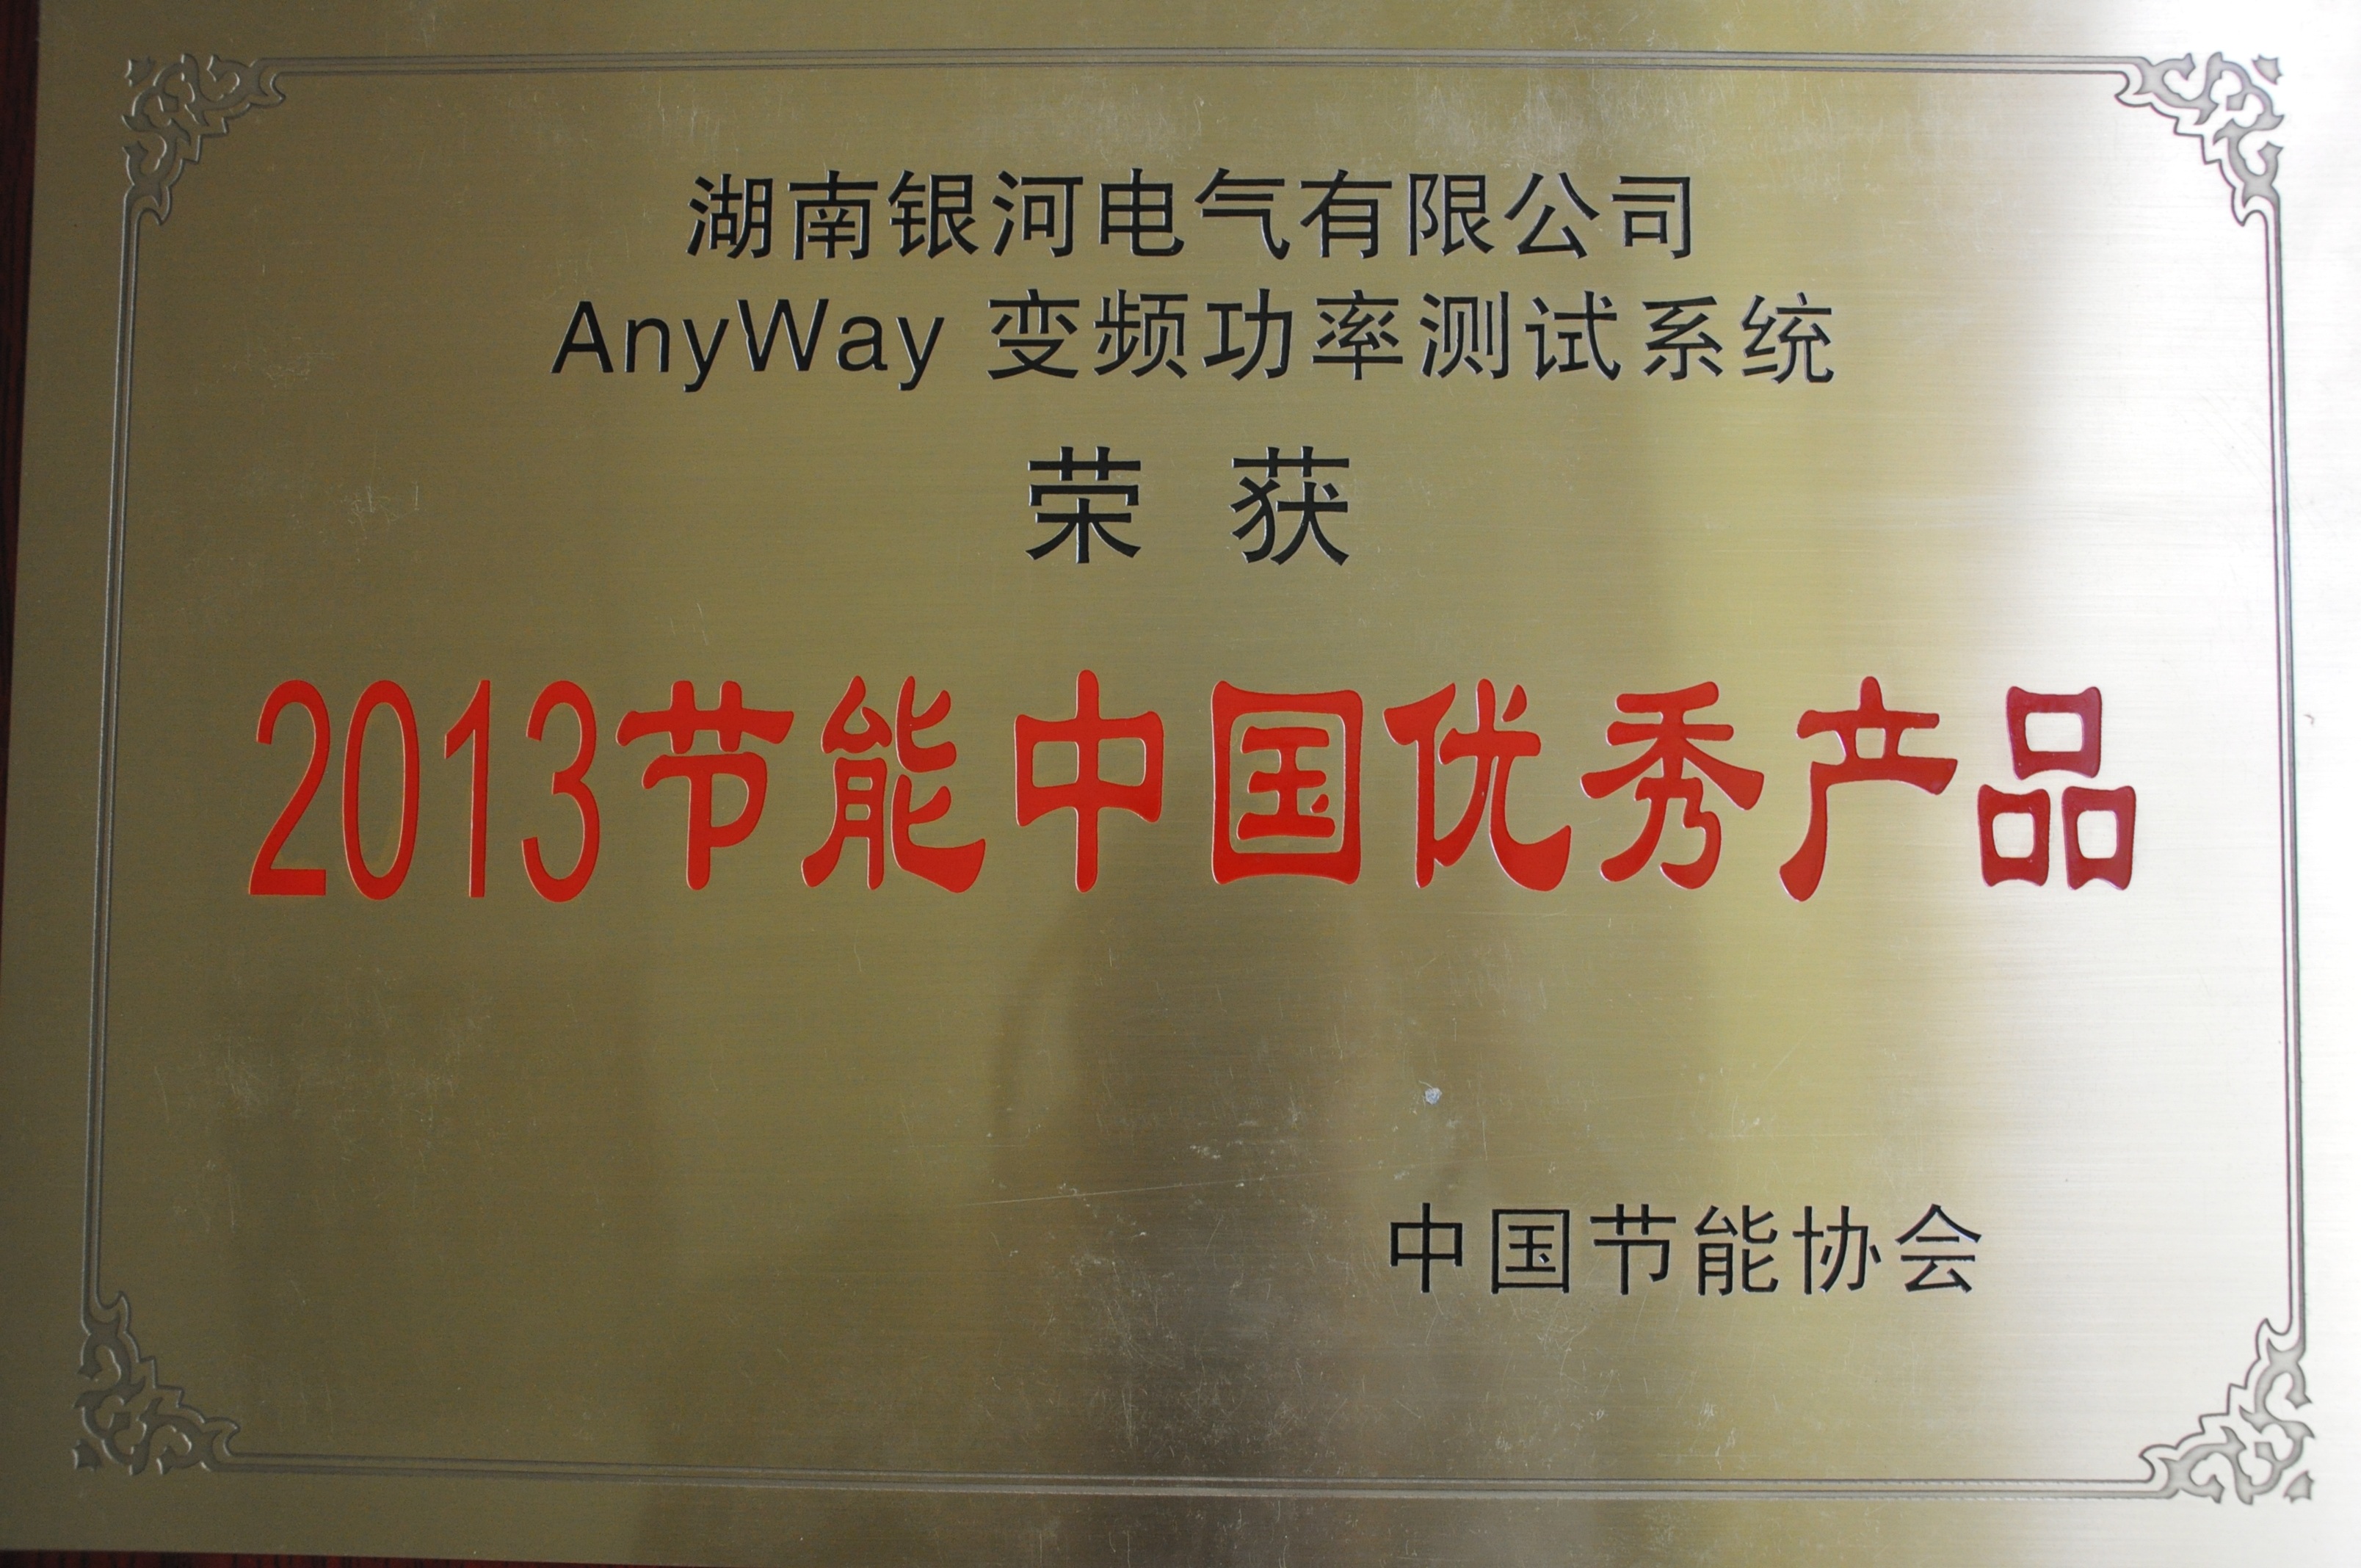 湖南银河电气有限公司
AnyWay 变频功率测试系统
荣 获
2013节能中国优秀产品
中国节能协会